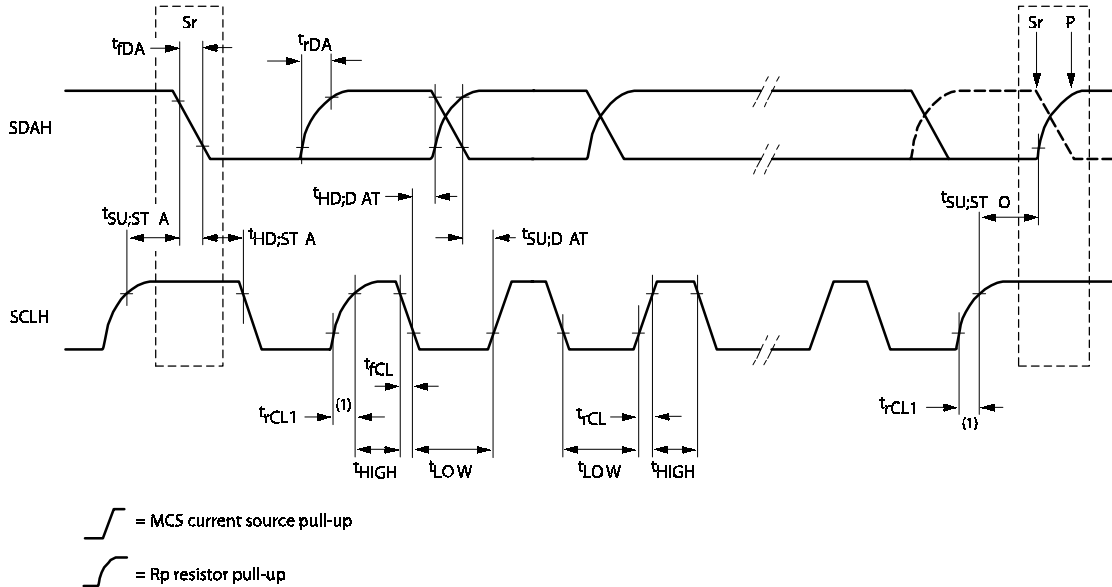 Sr
Sr P
tfDA
trDA
SDAH
tHD;D AT
tSU;ST O
tSU;ST A
tHD;ST A
tSU;D AT
SCLH
tfCL
trCL1
(1)
trCL
trCL1
(1)
tHIGH
tLOW
tLOW
tHIGH
= MCS current source pull-up
= Rp resistor pull-up